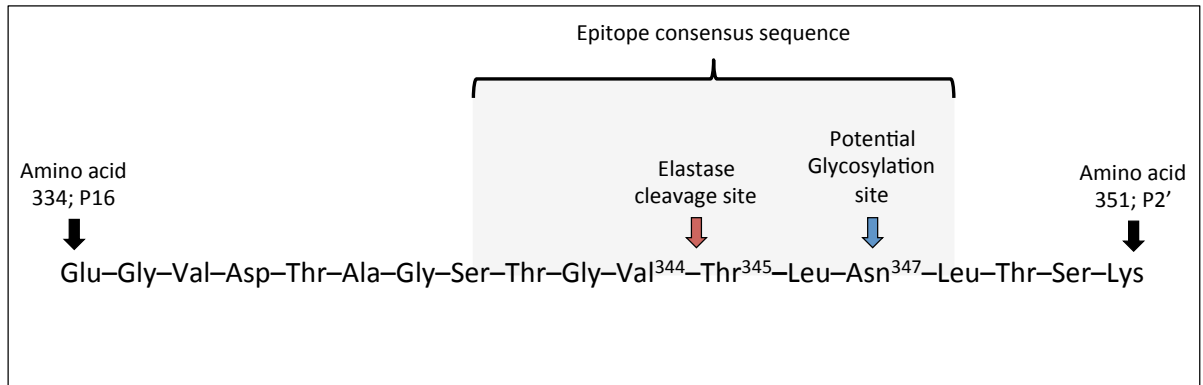 Epitope consensus sequence
Amino acid
334; P16
Elastase
cleavage site
Potential
Glycosylation
site
Amino acid
351; P2’
Glu–Gly–Val–Asp–Thr–Ala–Gly–Ser–Thr–Gly–Val³⁴⁴–Thr³⁴⁵–Leu–Asn³⁴⁷–Leu–Thr–Ser–Lys